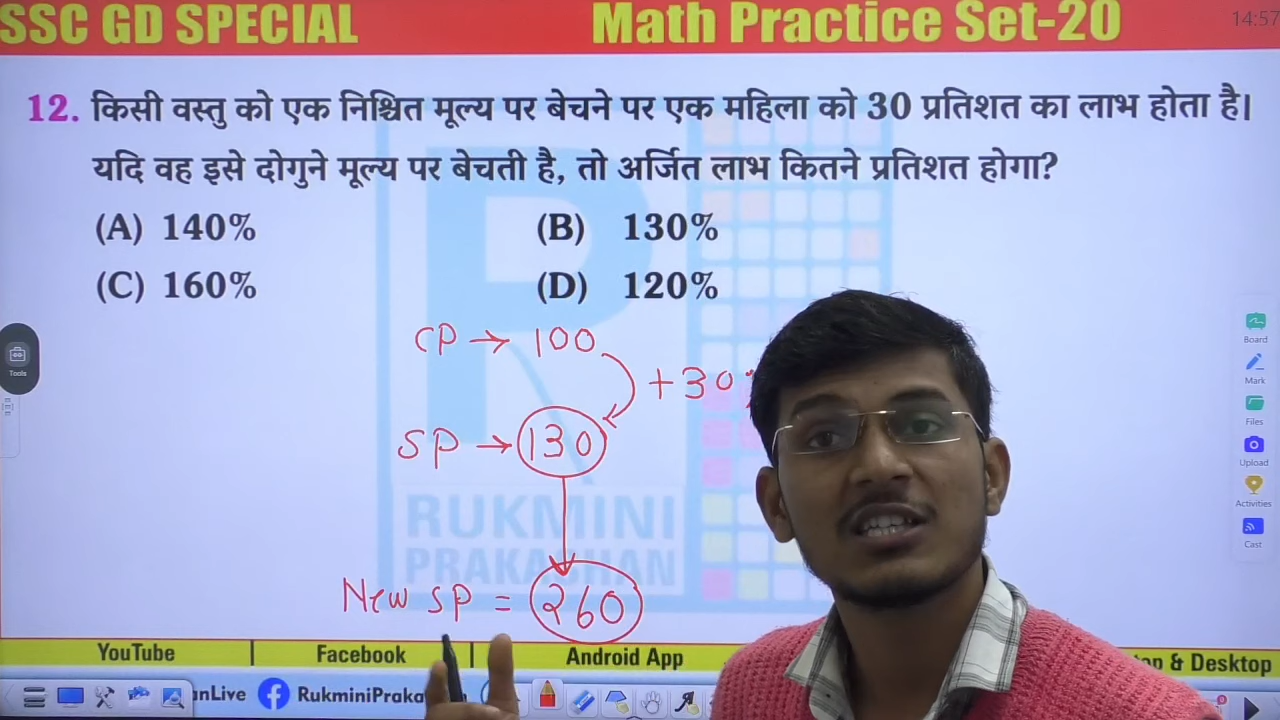 SSC GD SPECIAL Math Practice Set-20 14:57
12. किसी वस्तु को एक निश्चित मूल्य पर बेचने पर एक महिला को 30 प्रतिशत का लाभ होता है।
यदि वह इसे दोगुने मूल्य पर बेचती है, तो अर्जित लाभ कितने प्रतिशत होगा?
(A) 140% (B) 130%
(C) 160% (D) 120%
CP → 100
+30%
SP → 130
RUKMINI
PRAKASHAN
New SP = 260
Tools
Board
Mark
Files
Upload
Activities
Cast
YouTube Facebook Android App & Desktop
nLive RukminiPraka